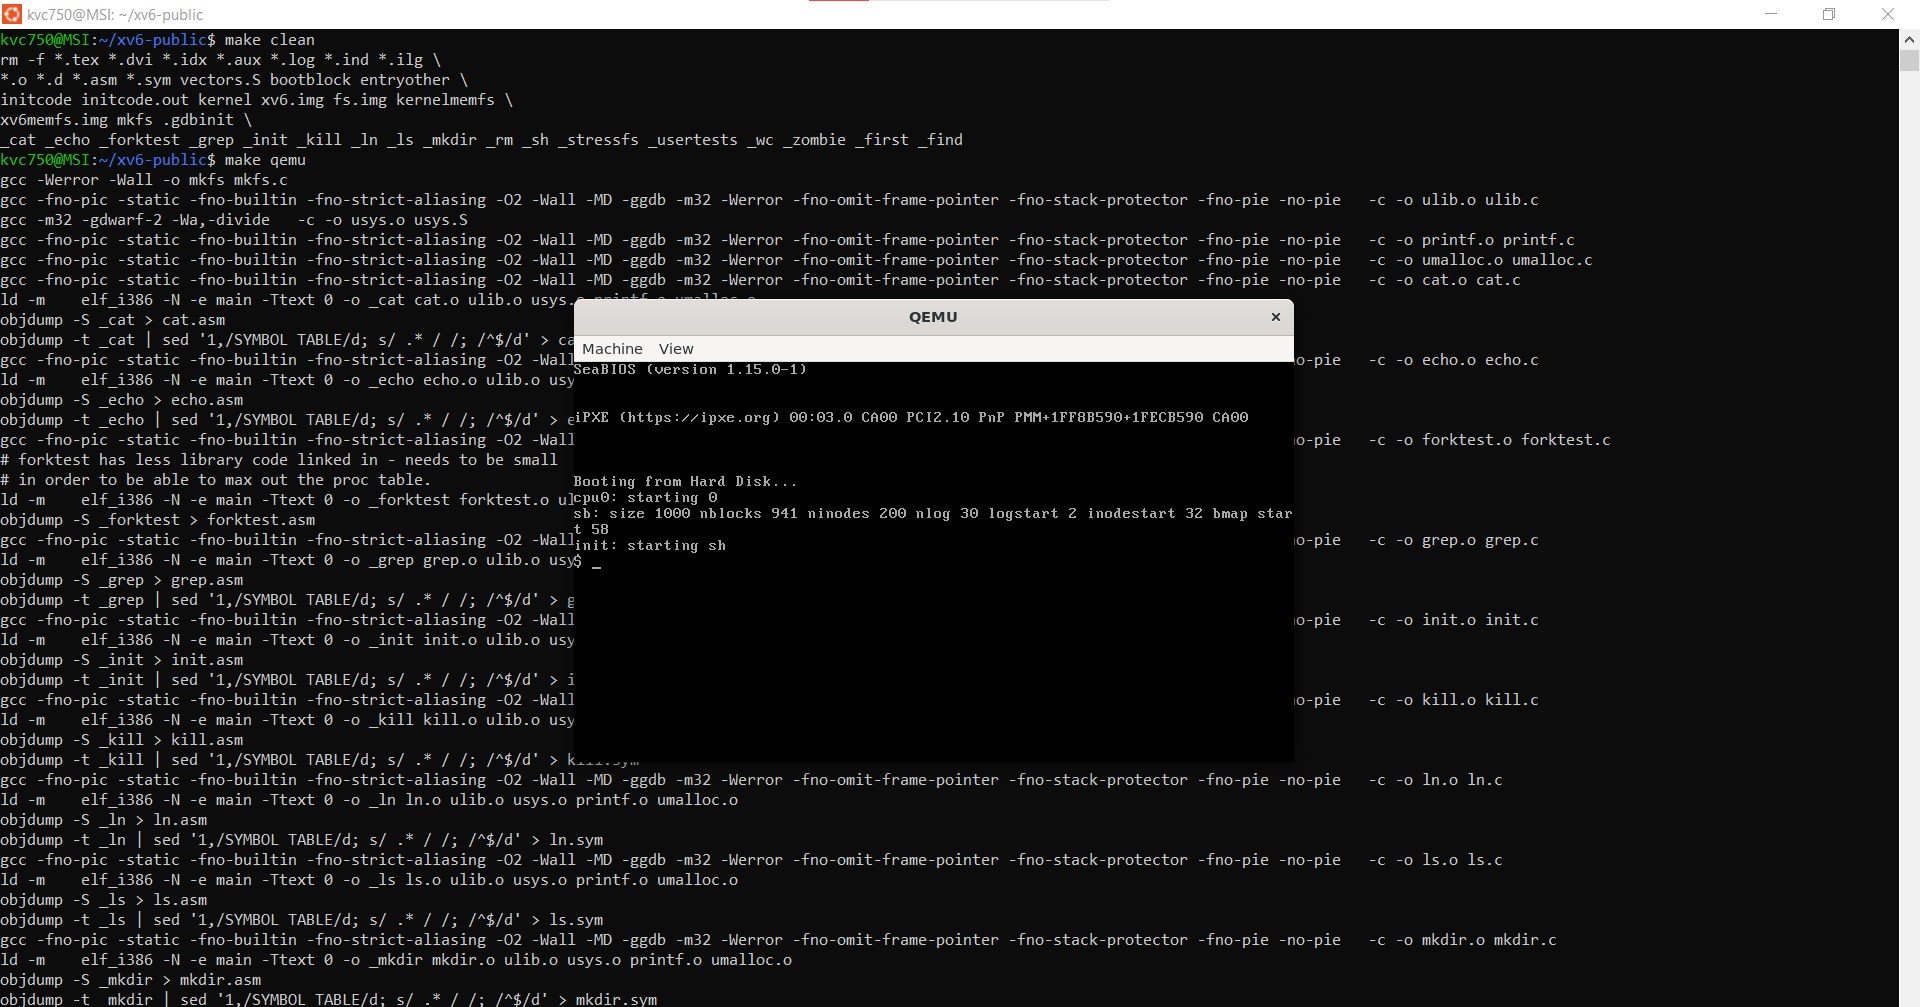 kvc750@MSI: ~/xv6-public
kvc750@MSI:~/xv6-public$ make clean
rm -f *.tex *.dvi *.idx *.aux *.log *.ind *.ilg \
*.o *.d *.asm *.sym vectors.S bootblock entryother \
initcode initcode.out kernel xv6.img fs.img kernelmemfs \
xv6memfs.img mkfs .gdbinit \
_cat _echo _forktest _grep _init _kill _ln _ls _mkdir _rm _sh _stressfs _usertests _wc _zombie _first _find
kvc750@MSI:~/xv6-public$ make qemu
gcc -Werror -Wall -o mkfs mkfs.c
gcc -fno-pic -static -fno-builtin -fno-strict-aliasing -O2 -Wall -MD -ggdb -m32 -Werror -fno-omit-frame-pointer -fno-stack-protector -fno-pie -no-pie   -c -o ulib.o ulib.c
gcc -m32 -gdwarf-2 -Wa,-divide   -c -o usys.o usys.S
gcc -fno-pic -static -fno-builtin -fno-strict-aliasing -O2 -Wall -MD -ggdb -m32 -Werror -fno-omit-frame-pointer -fno-stack-protector -fno-pie -no-pie   -c -o printf.o printf.c
gcc -fno-pic -static -fno-builtin -fno-strict-aliasing -O2 -Wall -MD -ggdb -m32 -Werror -fno-omit-frame-pointer -fno-stack-protector -fno-pie -no-pie   -c -o umalloc.o umalloc.c
gcc -fno-pic -static -fno-builtin -fno-strict-aliasing -O2 -Wall -MD -ggdb -m32 -Werror -fno-omit-frame-pointer -fno-stack-protector -fno-pie -no-pie   -c -o cat.o cat.c
ld -m    elf_i386 -N -e main -Ttext 0 -o _cat cat.o ulib.o usys.o printf.o umalloc.o
objdump -S _cat > cat.asm
objdump -t _cat | sed '1,/SYMBOL TABLE/d; s/ .* / /; /^$/d' > ca
gcc -fno-pic -static -fno-builtin -fno-strict-aliasing -O2 -Wall o-pie   -c -o echo.o echo.c
ld -m    elf_i386 -N -e main -Ttext 0 -o _echo echo.o ulib.o usy
objdump -S _echo > echo.asm
objdump -t _echo | sed '1,/SYMBOL TABLE/d; s/ .* / /; /^$/d' > e
gcc -fno-pic -static -fno-builtin -fno-strict-aliasing -O2 -Wall o-pie   -c -o forktest.o forktest.c
# forktest has less library code linked in - needs to be small
# in order to be able to max out the proc table.
ld -m    elf_i386 -N -e main -Ttext 0 -o _forktest forktest.o ul
objdump -S _forktest > forktest.asm
gcc -fno-pic -static -fno-builtin -fno-strict-aliasing -O2 -Wall o-pie   -c -o grep.o grep.c
ld -m    elf_i386 -N -e main -Ttext 0 -o _grep grep.o ulib.o usy
objdump -S _grep > grep.asm
objdump -t _grep | sed '1,/SYMBOL TABLE/d; s/ .* / /; /^$/d' > g
gcc -fno-pic -static -fno-builtin -fno-strict-aliasing -O2 -Wall o-pie   -c -o init.o init.c
ld -m    elf_i386 -N -e main -Ttext 0 -o _init init.o ulib.o usy
objdump -S _init > init.asm
objdump -t _init | sed '1,/SYMBOL TABLE/d; s/ .* / /; /^$/d' > i
gcc -fno-pic -static -fno-builtin -fno-strict-aliasing -O2 -Wall o-pie   -c -o kill.o kill.c
ld -m    elf_i386 -N -e main -Ttext 0 -o _kill kill.o ulib.o usy
objdump -S _kill > kill.asm
objdump -t _kill | sed '1,/SYMBOL TABLE/d; s/ .* / /; /^$/d' > kill.sym
gcc -fno-pic -static -fno-builtin -fno-strict-aliasing -O2 -Wall -MD -ggdb -m32 -Werror -fno-omit-frame-pointer -fno-stack-protector -fno-pie -no-pie   -c -o ln.o ln.c
ld -m    elf_i386 -N -e main -Ttext 0 -o _ln ln.o ulib.o usys.o printf.o umalloc.o
objdump -S _ln > ln.asm
objdump -t _ln | sed '1,/SYMBOL TABLE/d; s/ .* / /; /^$/d' > ln.sym
gcc -fno-pic -static -fno-builtin -fno-strict-aliasing -O2 -Wall -MD -ggdb -m32 -Werror -fno-omit-frame-pointer -fno-stack-protector -fno-pie -no-pie   -c -o ls.o ls.c
ld -m    elf_i386 -N -e main -Ttext 0 -o _ls ls.o ulib.o usys.o printf.o umalloc.o
objdump -S _ls > ls.asm
objdump -t _ls | sed '1,/SYMBOL TABLE/d; s/ .* / /; /^$/d' > ls.sym
gcc -fno-pic -static -fno-builtin -fno-strict-aliasing -O2 -Wall -MD -ggdb -m32 -Werror -fno-omit-frame-pointer -fno-stack-protector -fno-pie -no-pie   -c -o mkdir.o mkdir.c
ld -m    elf_i386 -N -e main -Ttext 0 -o _mkdir mkdir.o ulib.o usys.o printf.o umalloc.o
objdump -S _mkdir > mkdir.asm
objdump -t _mkdir | sed '1,/SYMBOL TABLE/d; s/ .* / /; /^$/d' > mkdir.sym
QEMU
Machine View
SeaBIOS (version 1.15.0-1)
iPXE (https://ipxe.org) 00:03.0 CA00 PCI2.10 PnP PMM+1FF8B590+1FECB590 CA00
Booting from Hard Disk...
cpu0: starting 0
sb: size 1000 nblocks 941 ninodes 200 nlog 30 logstart 2 inodestart 32 bmap star
t 58
init: starting sh
$ _